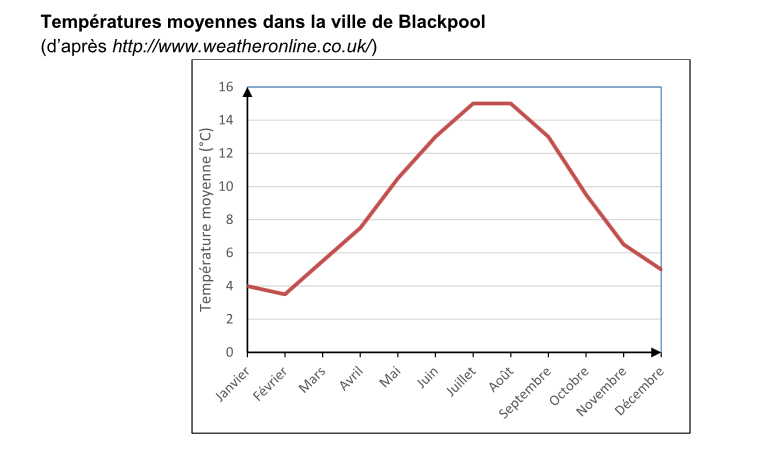 Températures moyennes dans la ville de Blackpool
(d'après http://www.weatheronline.co.uk/)
Température moyenne (°C)
16
14
12
10
8
6
4
2
0
Janvier
Février
Mars
Avril
Mai
Juin
Juillet
Août
Septembre
Octobre
Novembre
Décembre